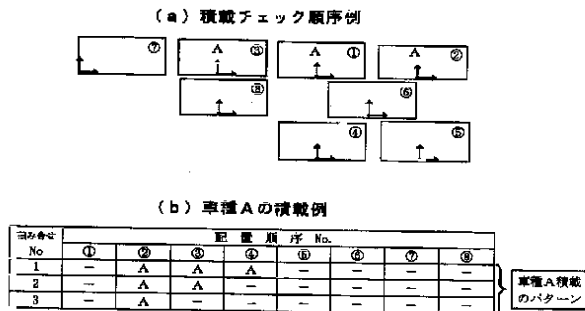 (a) 積載チェック順序例
⑦ A ③ A ① A ②
⑧ ⑥
④ ⑤
(b) 車種Aの積載例
組み合せ 配置順序 No.
No ① ② ③ ④ ⑤ ⑥ ⑦ ⑧
1 − A A A − − − −
2 − A A − − − − −
3 − A − − − − − −
車種A積載
のパターン